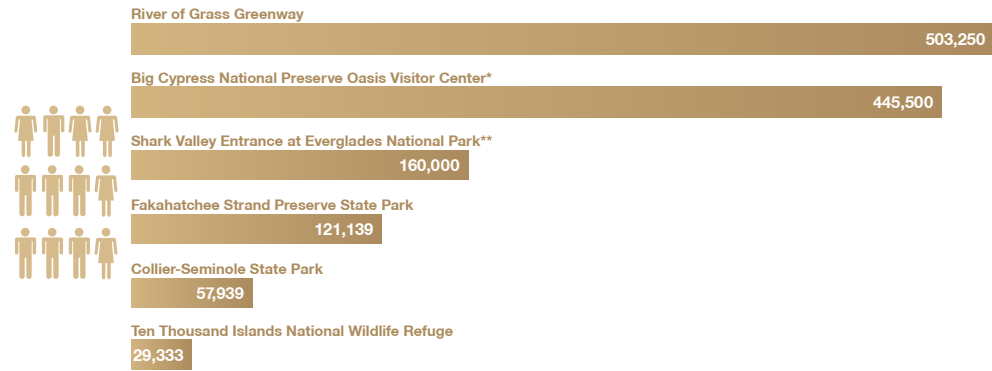 River of Grass Greenway
503,250
Big Cypress National Preserve Oasis Visitor Center*
445,500
Shark Valley Entrance at Everglades National Park**
160,000
Fakahatchee Strand Preserve State Park
121,139
Collier-Seminole State Park
57,939
Ten Thousand Islands National Wildlife Refuge
29,333